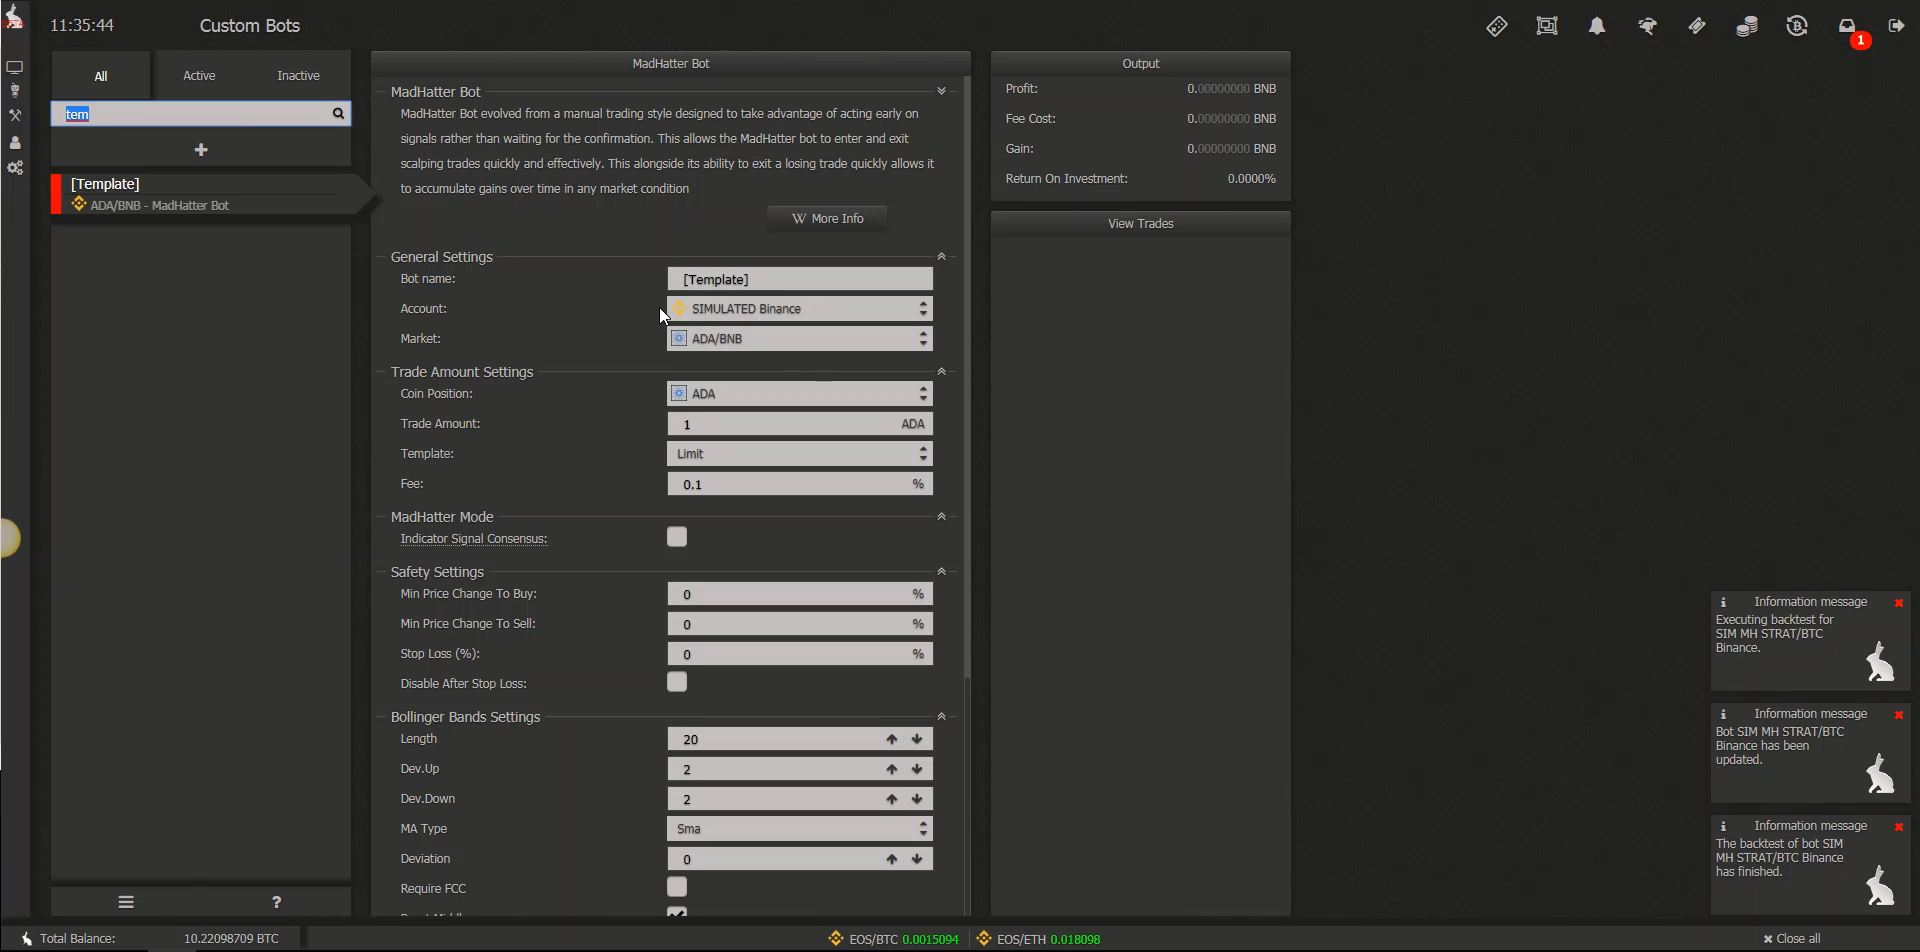 11:35:44
Custom Bots
1
All
Active
Inactive
tem
[Template]
ADA/BNB - MadHatter Bot
MadHatter Bot
MadHatter Bot
MadHatter Bot evolved from a manual trading style designed to take advantage of acting early on
signals rather than waiting for the confirmation. This allows the MadHatter bot to enter and exit
scalping trades quickly and effectively. This alongside its ability to exit a losing trade quickly allows it
to accumulate gains over time in any market condition
W More Info
General Settings
Bot name: [Template]
Account: SIMULATED Binance
Market: ADA/BNB
Trade Amount Settings
Coin Position: ADA
Trade Amount: 1 ADA
Template: Limit
Fee: 0.1 %
MadHatter Mode
Indicator Signal Consensus:
Safety Settings
Min Price Change To Buy: 0 %
Min Price Change To Sell: 0 %
Stop Loss (%): 0 %
Disable After Stop Loss:
Bollinger Bands Settings
Length 20
Dev.Up 2
Dev.Down 2
MA Type Sma
Deviation 0
Require FCC
Output
Profit: 0.00000000 BNB
Fee Cost: 0.00000000 BNB
Gain: 0.00000000 BNB
Return On Investment: 0.0000%
View Trades
Information message
Executing backtest for
SIM MH STRAT/BTC
Binance.
Information message
Bot SIM MH STRAT/BTC
Binance has been
updated.
Information message
The backtest of bot SIM
MH STRAT/BTC Binance
has finished.
?
Total Balance: 10.22098709 BTC
EOS/BTC 0.0015094
EOS/ETH 0.018098
Close all